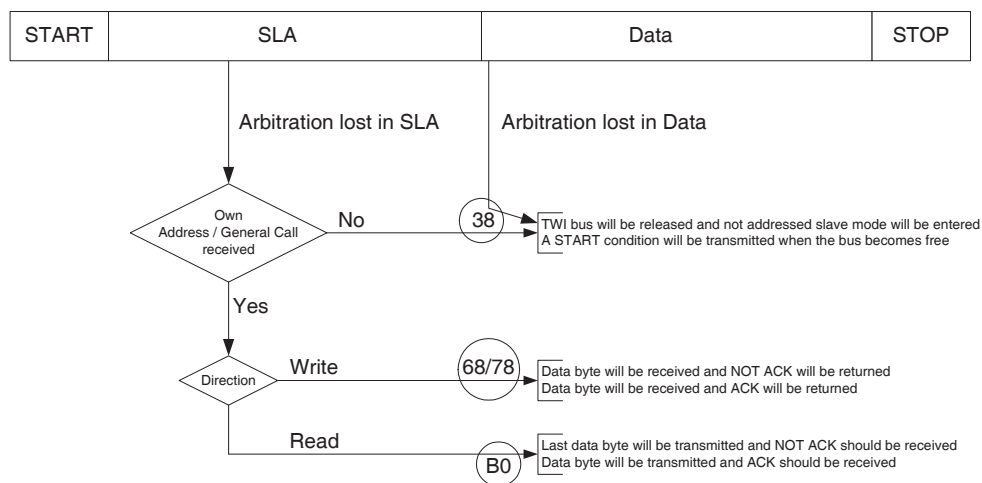 START SLA Data STOP
Arbitration lost in SLA Arbitration lost in Data
Own
Address / General Call
received
No
38
TWI bus will be released and not addressed slave mode will be entered
A START condition will be transmitted when the bus becomes free
Yes
Direction
Write
68/78
Data byte will be received and NOT ACK will be returned
Data byte will be received and ACK will be returned
Read
B0
Last data byte will be transmitted and NOT ACK should be received
Data byte will be transmitted and ACK should be received